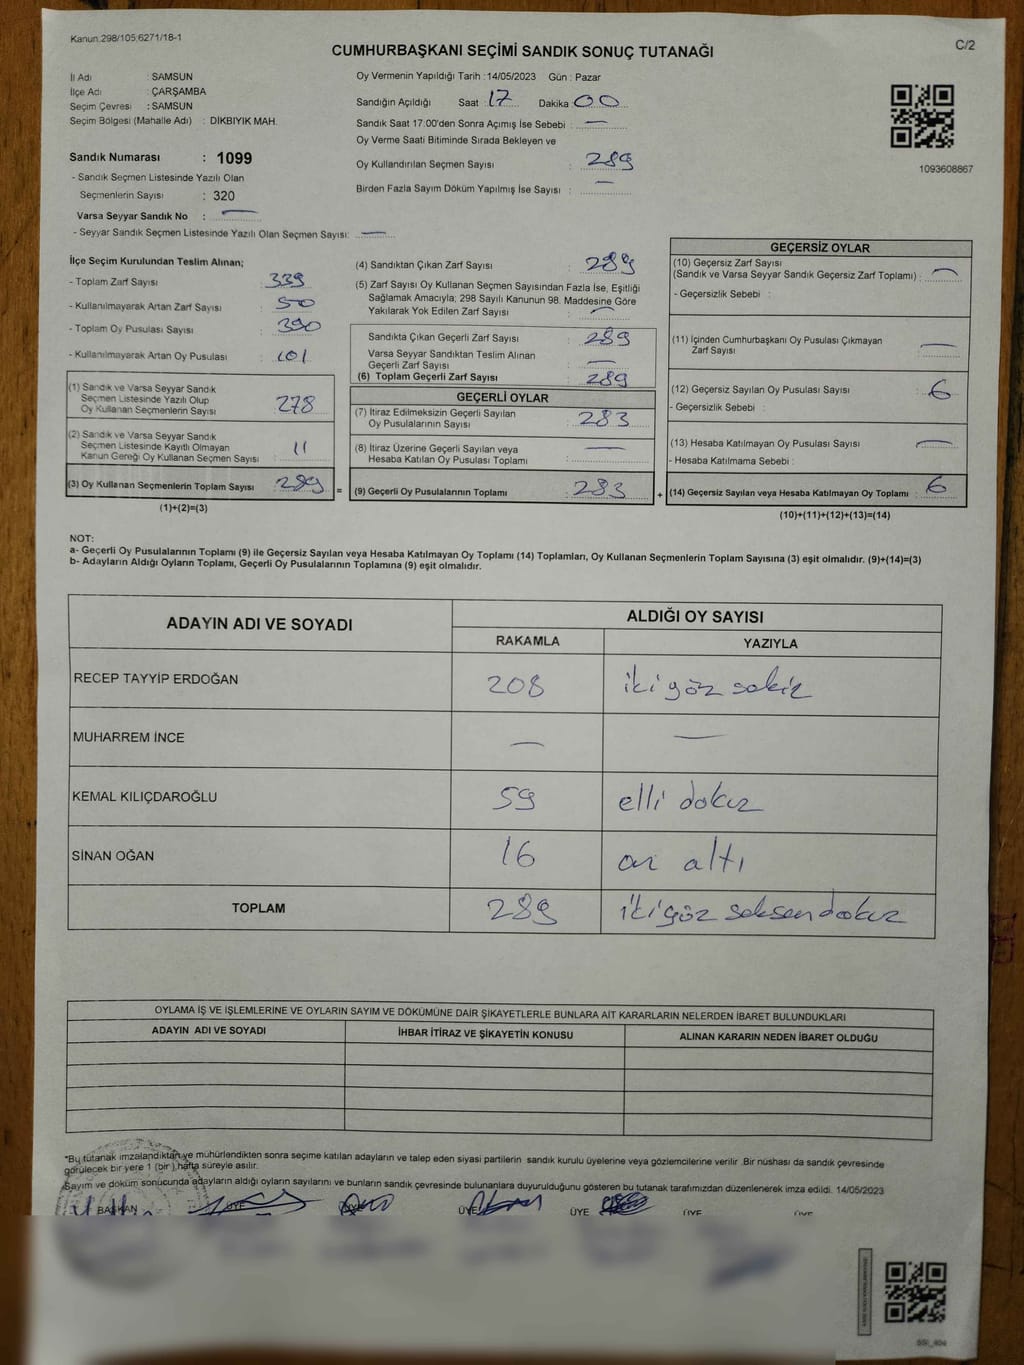 Kanun.298/105;6271/18-1
C/2
CUMHURBAŞKANI SEÇİMİ SANDIK SONUÇ TUTANAĞI
İl Adı : SAMSUN
İlçe Adı : ÇARŞAMBA
Seçim Çevresi : SAMSUN
Seçim Bölgesi (Mahalle Adı) : DİKBIYIK MAH.
Sandık Numarası : 1099
- Sandık Seçmen Listesinde Yazılı Olan
Seçmenlerin Sayısı : 320
Varsa Seyyar Sandık No : —
- Seyyar Sandık Seçmen Listesinde Yazılı Olan Seçmen Sayısı: —
Oy Vermenin Yapıldığı Tarih :14/05/2023 Gün : Pazar
Sandığın Açıldığı Saat : 17 Dakika : 00
Sandık Saat 17:00'den Sonra Açımış İse Sebebi : —
Oy Verme Saati Bitiminde Sırada Bekleyen ve
Oy Kullandırılan Seçmen Sayısı : 289
Birden Fazla Sayım Döküm Yapılmış İse Sayısı : —
1093608867
İlçe Seçim Kurulundan Teslim Alınan;
- Toplam Zarf Sayısı : 339
- Kullanılmayarak Artan Zarf Sayısı : 50
- Toplam Oy Pusulası Sayısı : 390
- Kullanılmayarak Artan Oy Pusulası : 101
(1) Sandık ve Varsa Seyyar Sandık
Seçmen Listesinde Yazılı Olup
Oy Kullanan Seçmenlerin Sayısı : 278
(2) Sandık ve Varsa Seyyar Sandık
Seçmen Listesinde Kayıtlı Olmayan
Kanun Gereği Oy Kullanan Seçmen Sayısı : 11
(3) Oy Kullanan Seçmenlerin Toplam Sayısı : 289
(1)+(2)=(3)
=
(4) Sandıktan Çıkan Zarf Sayısı : 289
(5) Zarf Sayısı Oy Kullanan Seçmen Sayısından Fazla İse, Eşitliği
Sağlamak Amacıyla; 298 Sayılı Kanunun 98. Maddesine Göre
Yakılarak Yok Edilen Zarf Sayısı : —
Sandıkta Çıkan Geçerli Zarf Sayısı : 289
Varsa Seyyar Sandıktan Teslim Alınan
Geçerli Zarf Sayısı : —
(6) Toplam Geçerli Zarf Sayısı : 289
GEÇERLİ OYLAR
(7) İtiraz Edilmeksizin Geçerli Sayılan
Oy Pusulalarının Sayısı : 283
(8) İtiraz Üzerine Geçerli Sayılan veya
Hesaba Katılan Oy Pusulası Toplamı : —
(9) Geçerli Oy Pusulalarının Toplamı : 283
+
GEÇERSİZ OYLAR
(10) Geçersiz Zarf Sayısı
(Sandık ve Varsa Seyyar Sandık Geçersiz Zarf Toplamı) : —
- Geçersizlik Sebebi :
(11) İçinden Cumhurbaşkanı Oy Pusulası Çıkmayan
Zarf Sayısı : —
(12) Geçersiz Sayılan Oy Pusulası Sayısı : 6
- Geçersizlik Sebebi :
(13) Hesaba Katılmayan Oy Pusulası Sayısı : —
- Hesaba Katılmama Sebebi :
(14) Geçersiz Sayılan veya Hesaba Katılmayan Oy Toplamı : 6
(10)+(11)+(12)+(13)=(14)
NOT:
a- Geçerli Oy Pusulalarının Toplamı (9) ile Geçersiz Sayılan veya Hesaba Katılmayan Oy Toplamı (14) Toplamları, Oy Kullanan Seçmenlerin Toplam Sayısına (3) eşit olmalıdır. (9)+(14)=(3)
b- Adayların Aldığı Oyların Toplamı, Geçerli Oy Pusulalarının Toplamına (9) eşit olmalıdır.
ADAYIN ADI VE SOYADI
ALDIĞI OY SAYISI
RAKAMLA YAZIYLA
RECEP TAYYİP ERDOĞAN 208 iki yöz sekiz
MUHARREM İNCE — —
KEMAL KILIÇDAROĞLU 59 elli dokuz
SİNAN OĞAN 16 on altı
TOPLAM 289 iki yöz seksen dokuz
OYLAMA İŞ VE İŞLEMLERİNE VE OYLARIN SAYIM VE DÖKÜMÜNE DAİR ŞİKAYETLERLE BUNLARA AİT KARARLARIN NELERDEN İBARET BULUNDUKLARI
ADAYIN ADI VE SOYADI İHBAR İTİRAZ VE ŞİKAYETİN KONUSU ALINAN KARARIN NEDEN İBARET OLDUĞU
*Bu tutanak imzalandıktan ve mühürlendikten sonra seçime katılan adayların ve talep eden siyasi partilerin sandık kurulu üyelerine veya gözlemcilerine verilir .Bir nüshası da sandık çevresinde
görülecek bir yere 1 (bir ) hafta süreyle asılır.
Sayım ve döküm sonucunda adayların aldığı oyların sayılarını ve bunların sandık çevresinde bulunanlara duyurulduğunu gösteren bu tutanak tarafımızdan düzenlenerek imza edildi. 14/05/2023
BAŞKAN ÜYE ÜYE ÜYE ÜYE ÜYE ÜYE